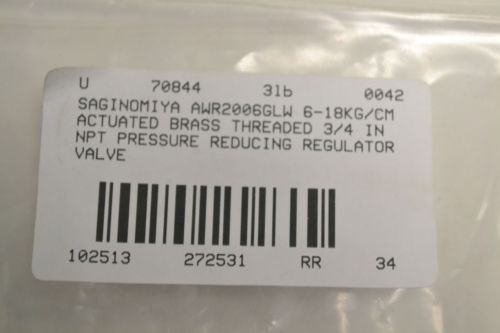 U 70844 3lb 0042
SAGINOMIYA AWR2006GLW 6-18KG/CM
ACTUATED BRASS THREADED 3/4 IN
NPT PRESSURE REDUCING REGULATOR
VALVE
102513 272531 RR 34